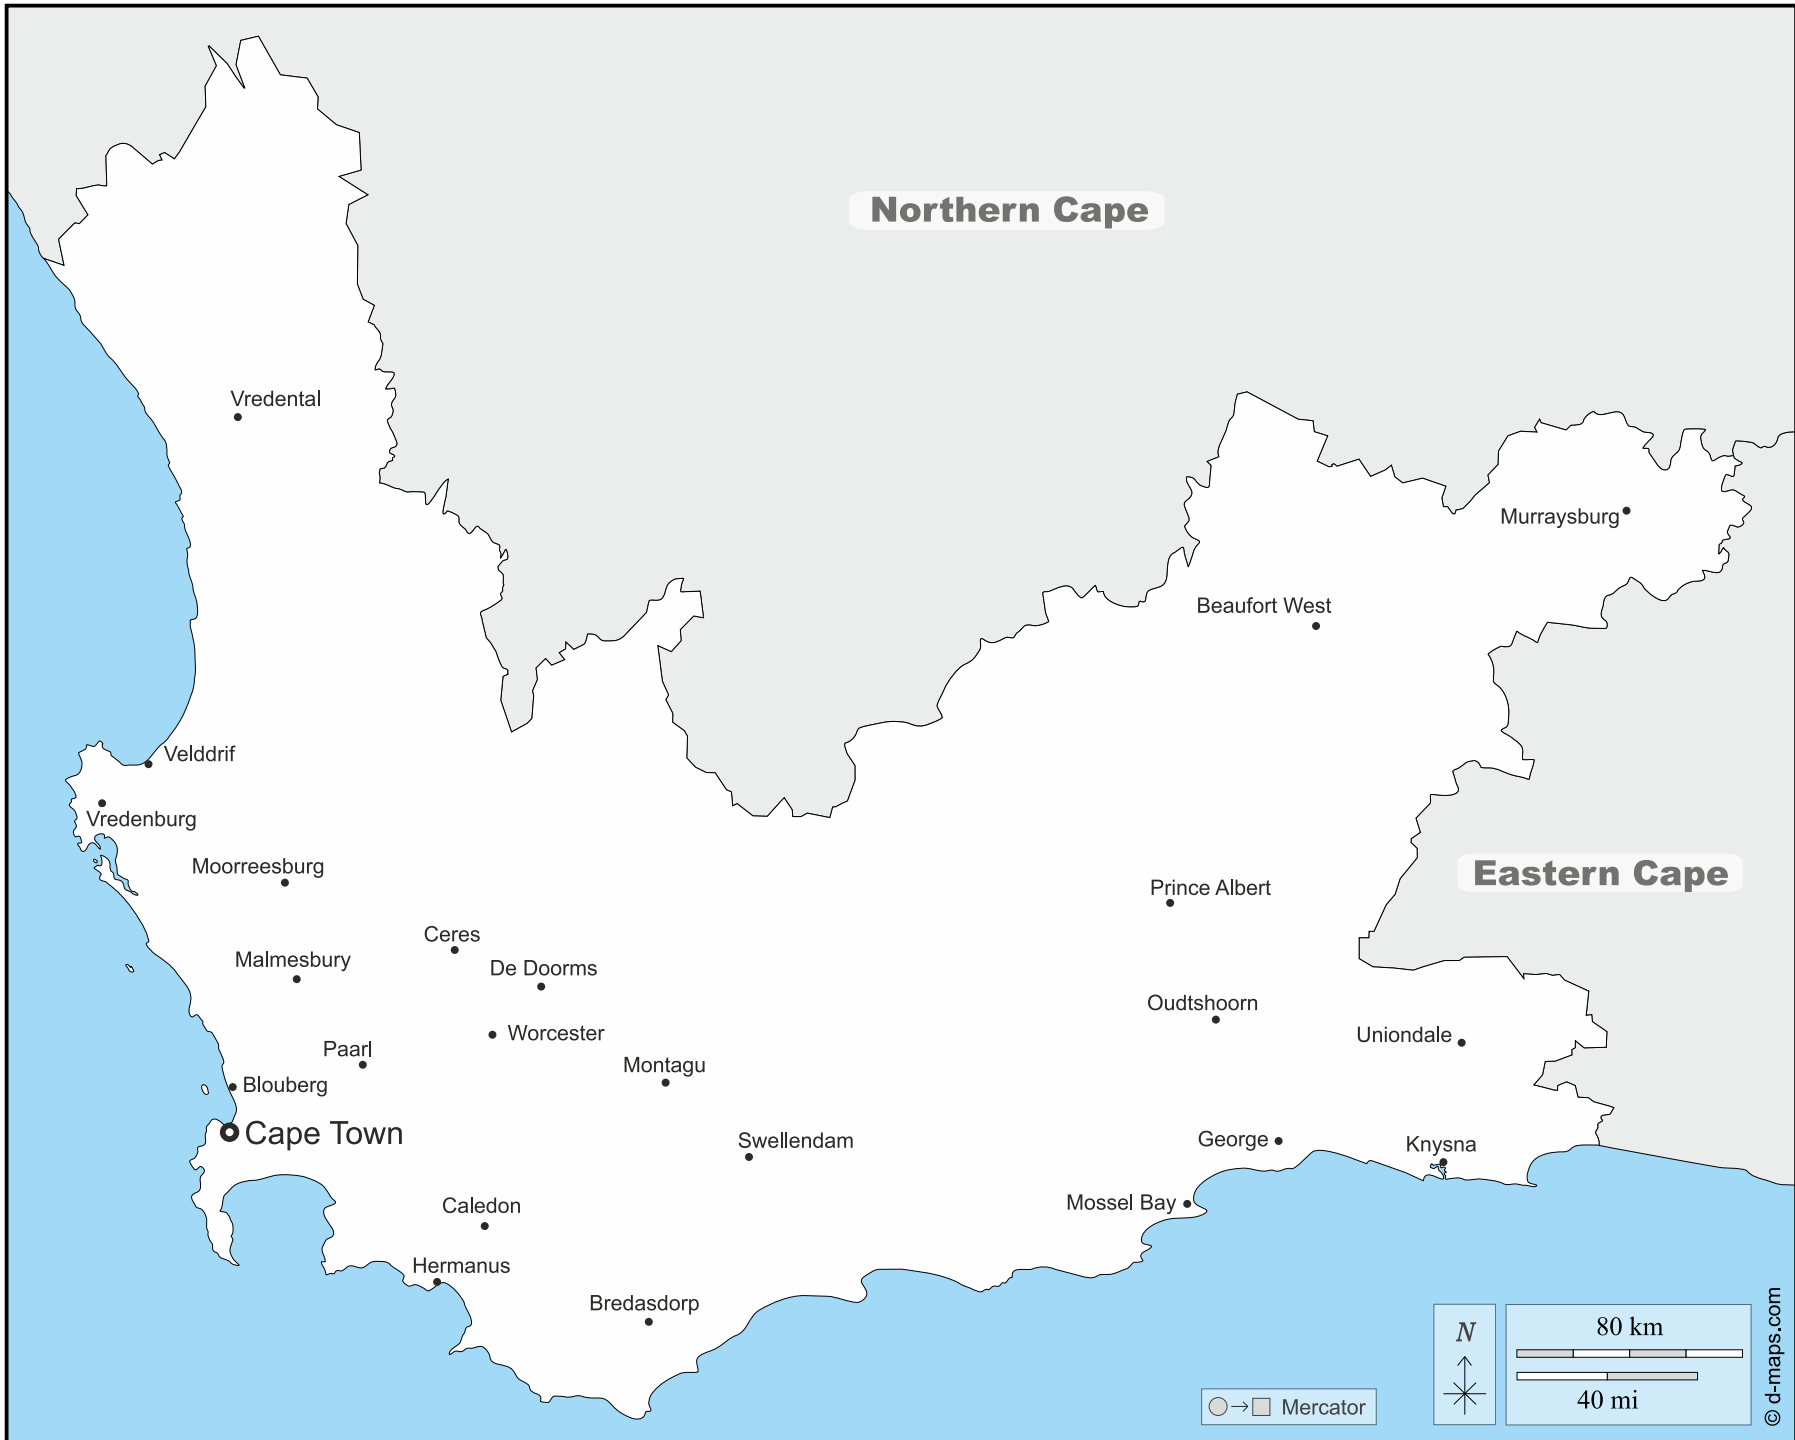 Northern Cape
Vredental
Murraysburg
Beaufort West
Velddrif
Vredenburg
Moorreesburg
Eastern Cape
Prince Albert
Ceres
Malmesbury
De Doorms
Oudtshoorn
Worcester
Uniondale
Paarl
Montagu
Blouberg
Cape Town
Swellendam
George
Knysna
Caledon
Mossel Bay
Hermanus
Bredasdorp
N
80 km
40 mi
Mercator
© d-maps.com